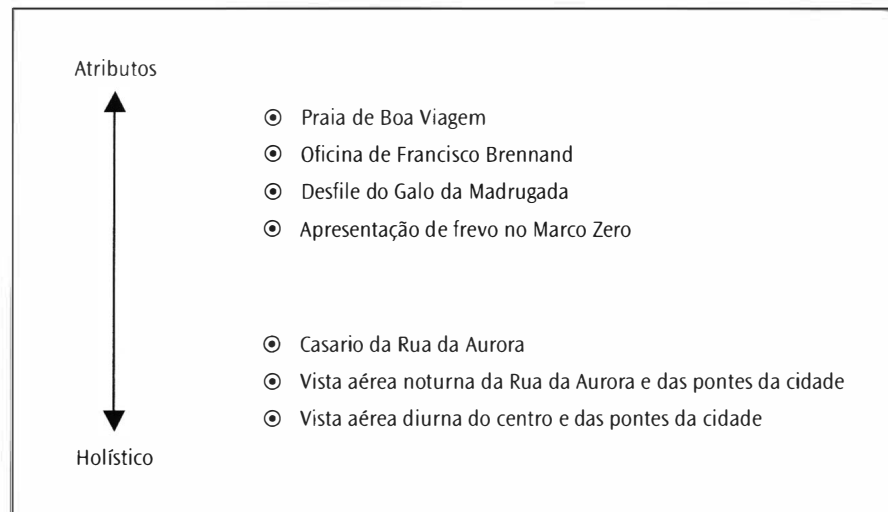 Atributos
Praia de Boa Viagem
Oficina de Francisco Brennand
Desfile do Galo da Madrugada
Apresentação de frevo no Marco Zero
Casario da Rua da Aurora
Vista aérea noturna da Rua da Aurora e das pontes da cidade
Vista aérea diurna do centro e das pontes da cidade
Holístico